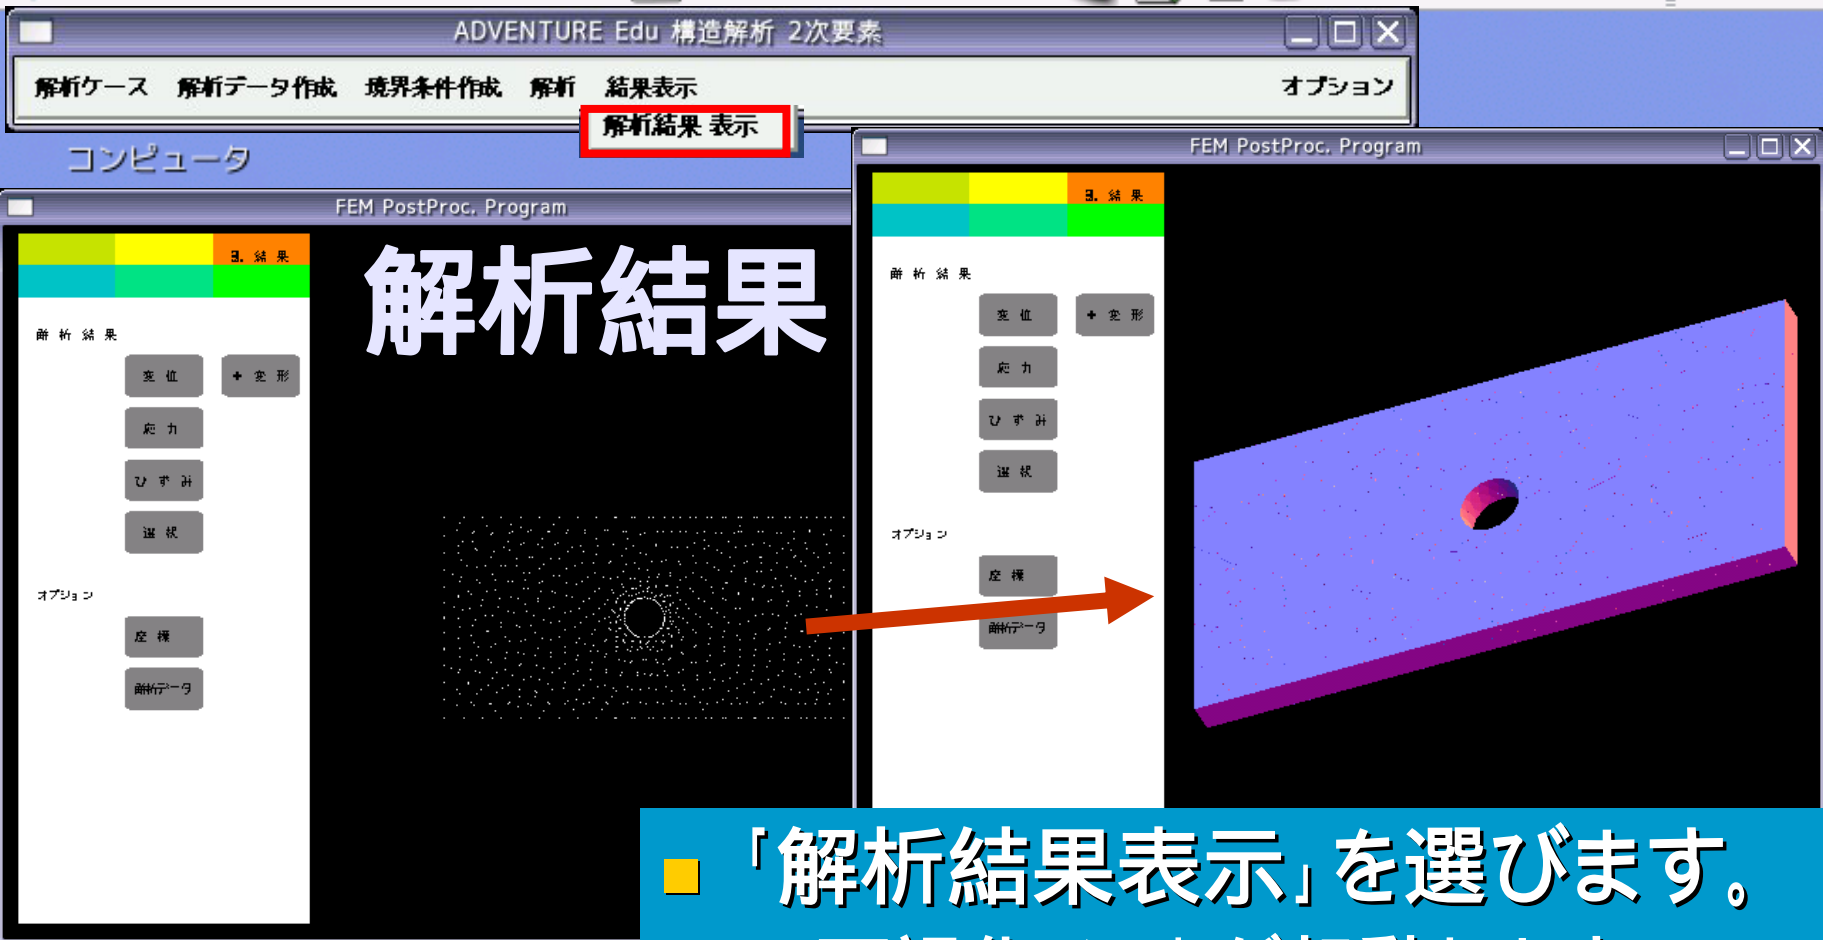 ADVENTURE Edu 構造解析 2次要素
解析ケース 解析データ作成 境界条件作成 解析 結果表示 オプション
解析結果 表示
コンピュータ
FEM PostProc. Program
3. 結果
解析結果
解析結果
変位 + 変形
応力
ひずみ
選択
オプション
座標
解析データ
FEM PostProc. Program
3. 結果
解析結果
変位 + 変形
応力
ひずみ
選択
オプション
座標
解析データ
「解析結果表示」を選びます。